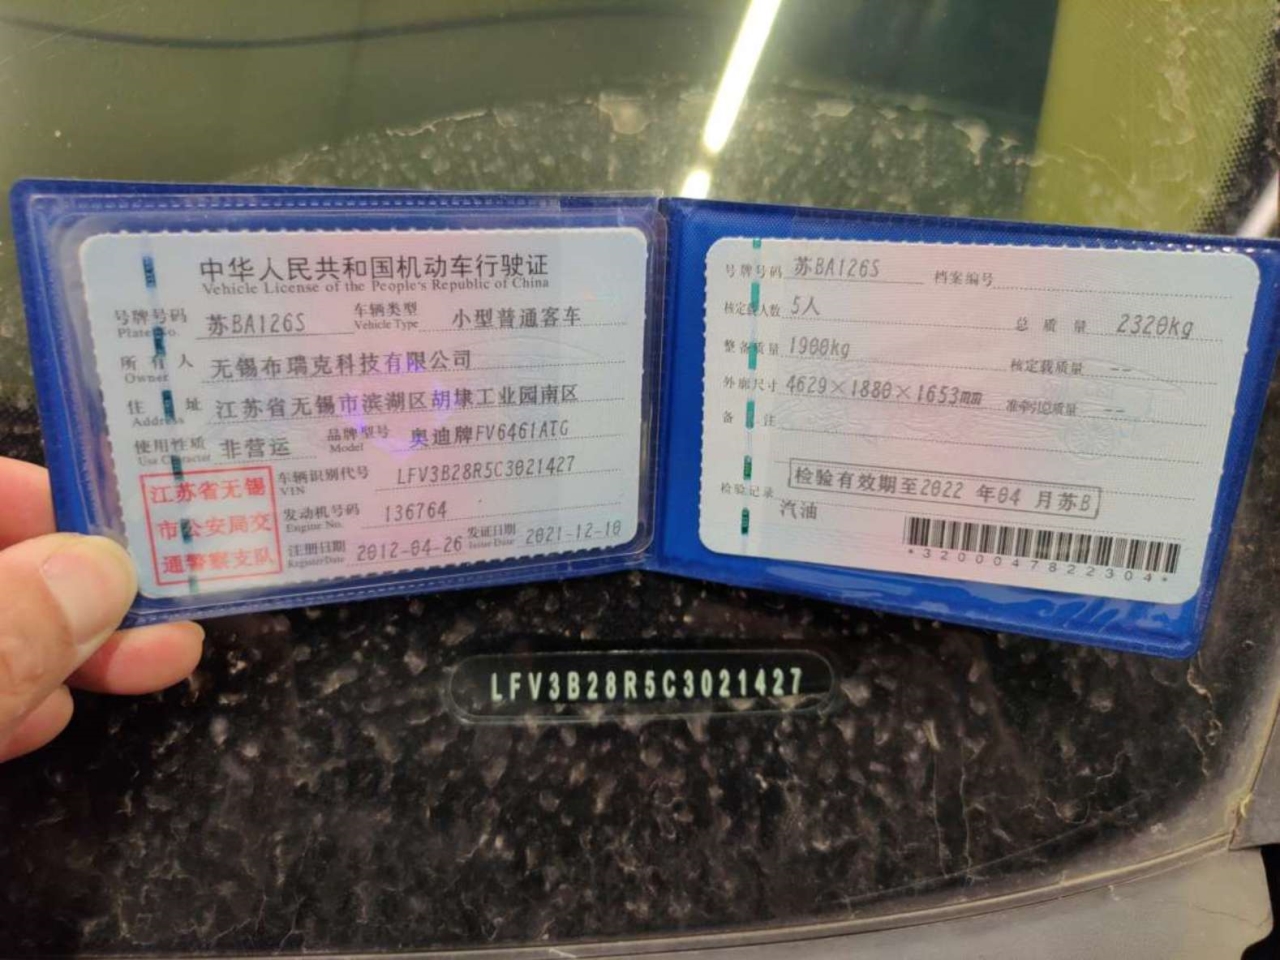 中华人民共和国机动车行驶证
Vehicle License of the People's Republic of China
号牌号码 苏BA126S 车辆类型 小型普通客车
Plate No. Vehicle Type
所有人 无锡布瑞克科技有限公司
Owner
住址 江苏省无锡市滨湖区胡埭工业园南区
Address
使用性质 非营运 品牌型号 奥迪牌FV6461ATG
Use Character Model
江苏省无锡
市公安局交
通警察支队
车辆识别代号 LFV3B28R5C3021427
VIN
发动机号码 136764
Engine No.
注册日期 2012-04-26 发证日期 2021-12-10
Register Date Issue Date
号牌号码 苏BA126S 档案编号
核定载人数 5人 总质量 2320kg
整备质量 1900kg 核定载质量 --
外廓尺寸 4629×1880×1653mm 准牵引总质量 --
备注
检验有效期至2022 年04 月苏B
检验记录
汽油
*3200047822304*
LFV3B28R5C3021427